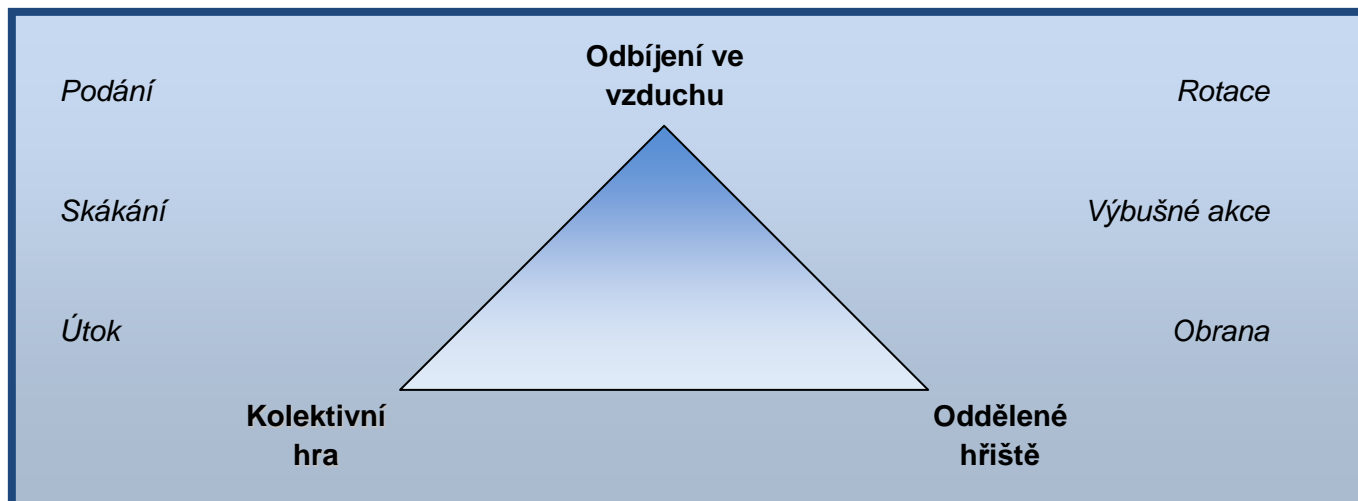 Odbíjení ve
vzduchu
Podání
Rotace
Skákání
Výbušné akce
Útok
Obrana
Kolektivní
hra
Oddělené
hřiště